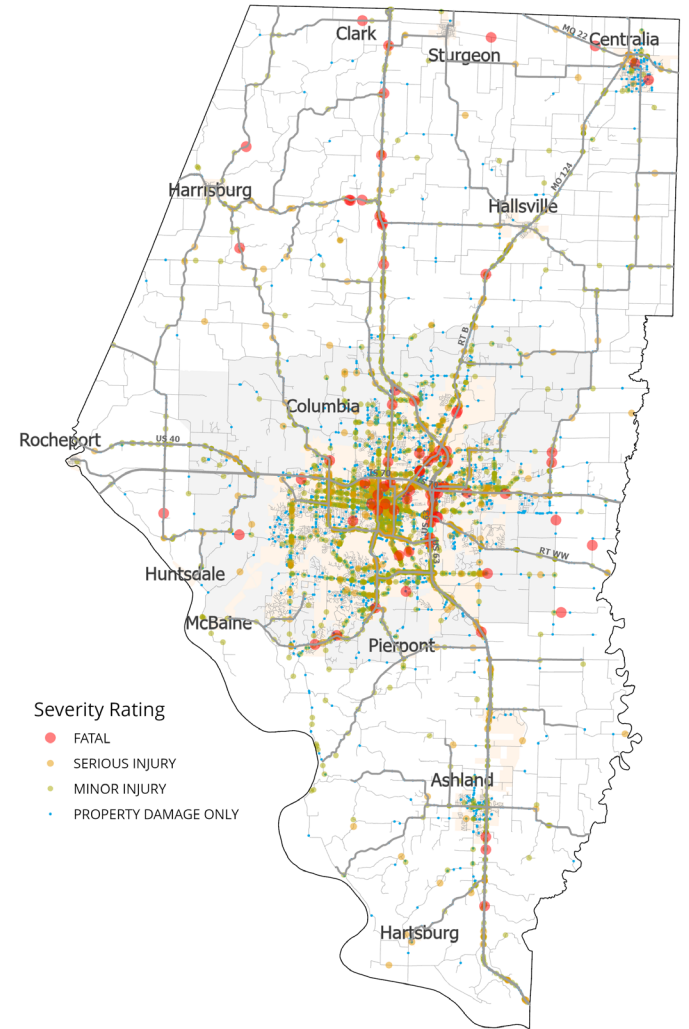 Clark
MO 22
Centralia
Sturgeon
MO 124
Harrisburg
Hallsville
RT B
Columbia
Rocheport
US 40
70
US
US 63
RT WW
Huntsdale
McBaine
Pierpont
Severity Rating
FATAL
SERIOUS INJURY
MINOR INJURY
PROPERTY DAMAGE ONLY
Ashland
Hartsburg